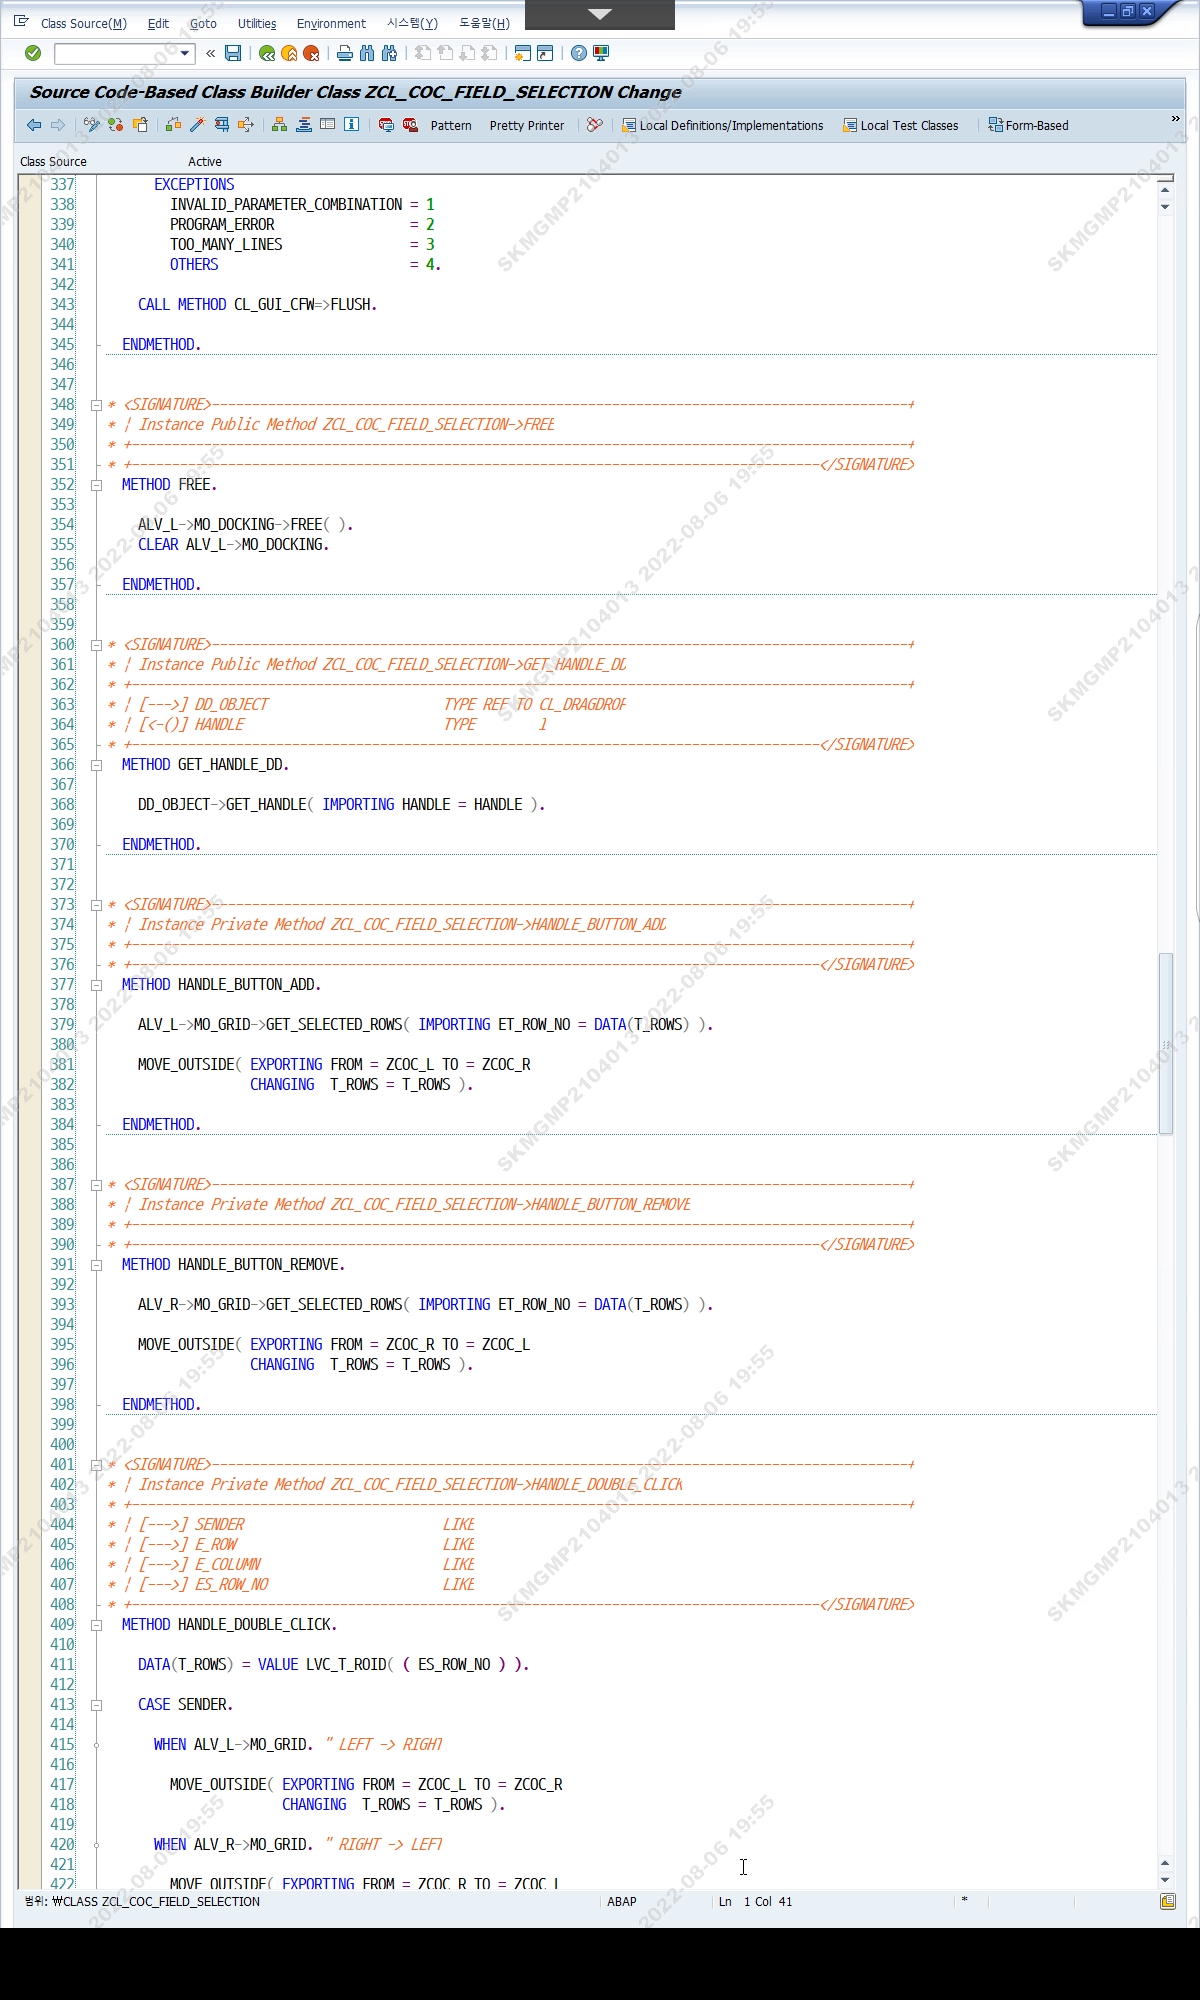 Class Source(M) Edit Goto Utilities Environment 시스템(Y) 도움말(H)
Source Code-Based Class Builder Class ZCL_COC_FIELD_SELECTION Change
Pattern Pretty Printer Local Definitions/Implementations Local Test Classes Form-Based »
Class Source Active
337 EXCEPTIONS
338 INVALID_PARAMETER_COMBINATION = 1
339 PROGRAM_ERROR = 2
340 TOO_MANY_LINES = 3
341 OTHERS = 4.
342
343 CALL METHOD CL_GUI_CFW=>FLUSH.
344
345 ENDMETHOD.
346
347
348 * <SIGNATURE>---------------------------------------------------------------------------------------+
349 * | Instance Public Method ZCL_COC_FIELD_SELECTION->FREE
350 * +-------------------------------------------------------------------------------------------------+
351 * +--------------------------------------------------------------------------------------</SIGNATURE>
352 METHOD FREE.
353
354 ALV_L->MO_DOCKING->FREE( ).
355 CLEAR ALV_L->MO_DOCKING.
356
357 ENDMETHOD.
358
359
360 * <SIGNATURE>---------------------------------------------------------------------------------------+
361 * | Instance Public Method ZCL_COC_FIELD_SELECTION->GET_HANDLE_DD
362 * +-------------------------------------------------------------------------------------------------+
363 * | [--->] DD_OBJECT TYPE REF TO CL_DRAGDROP
364 * | [<-()] HANDLE TYPE I
365 * +--------------------------------------------------------------------------------------</SIGNATURE>
366 METHOD GET_HANDLE_DD.
367
368 DD_OBJECT->GET_HANDLE( IMPORTING HANDLE = HANDLE ).
369
370 ENDMETHOD.
371
372
373 * <SIGNATURE>---------------------------------------------------------------------------------------+
374 * | Instance Private Method ZCL_COC_FIELD_SELECTION->HANDLE_BUTTON_ADD
375 * +-------------------------------------------------------------------------------------------------+
376 * +--------------------------------------------------------------------------------------</SIGNATURE>
377 METHOD HANDLE_BUTTON_ADD.
378
379 ALV_L->MO_GRID->GET_SELECTED_ROWS( IMPORTING ET_ROW_NO = DATA(T_ROWS) ).
380
381 MOVE_OUTSIDE( EXPORTING FROM = ZCOC_L TO = ZCOC_R
382 CHANGING T_ROWS = T_ROWS ).
383
384 ENDMETHOD.
385
386
387 * <SIGNATURE>---------------------------------------------------------------------------------------+
388 * | Instance Private Method ZCL_COC_FIELD_SELECTION->HANDLE_BUTTON_REMOVE
389 * +-------------------------------------------------------------------------------------------------+
390 * +--------------------------------------------------------------------------------------</SIGNATURE>
391 METHOD HANDLE_BUTTON_REMOVE.
392
393 ALV_R->MO_GRID->GET_SELECTED_ROWS( IMPORTING ET_ROW_NO = DATA(T_ROWS) ).
394
395 MOVE_OUTSIDE( EXPORTING FROM = ZCOC_R TO = ZCOC_L
396 CHANGING T_ROWS = T_ROWS ).
397
398 ENDMETHOD.
399
400
401 * <SIGNATURE>---------------------------------------------------------------------------------------+
402 * | Instance Private Method ZCL_COC_FIELD_SELECTION->HANDLE_DOUBLE_CLICK
403 * +-------------------------------------------------------------------------------------------------+
404 * | [--->] SENDER LIKE
405 * | [--->] E_ROW LIKE
406 * | [--->] E_COLUMN LIKE
407 * | [--->] ES_ROW_NO LIKE
408 * +--------------------------------------------------------------------------------------</SIGNATURE>
409 METHOD HANDLE_DOUBLE_CLICK.
410
411 DATA(T_ROWS) = VALUE LVC_T_ROID( ( ES_ROW_NO ) ).
412
413 CASE SENDER.
414
415 WHEN ALV_L->MO_GRID. " LEFT -> RIGHT
416
417 MOVE_OUTSIDE( EXPORTING FROM = ZCOC_L TO = ZCOC_R
418 CHANGING T_ROWS = T_ROWS ).
419
420 WHEN ALV_R->MO_GRID. " RIGHT -> LEFT
421
422 MOVE_OUTSIDE( EXPORTING FROM = ZCOC_R TO = ZCOC_L
범위: ₩CLASS ZCL_COC_FIELD_SELECTION ABAP Ln 1 Col 41 *
SKMGMP2104013 2022-08-06 19:55